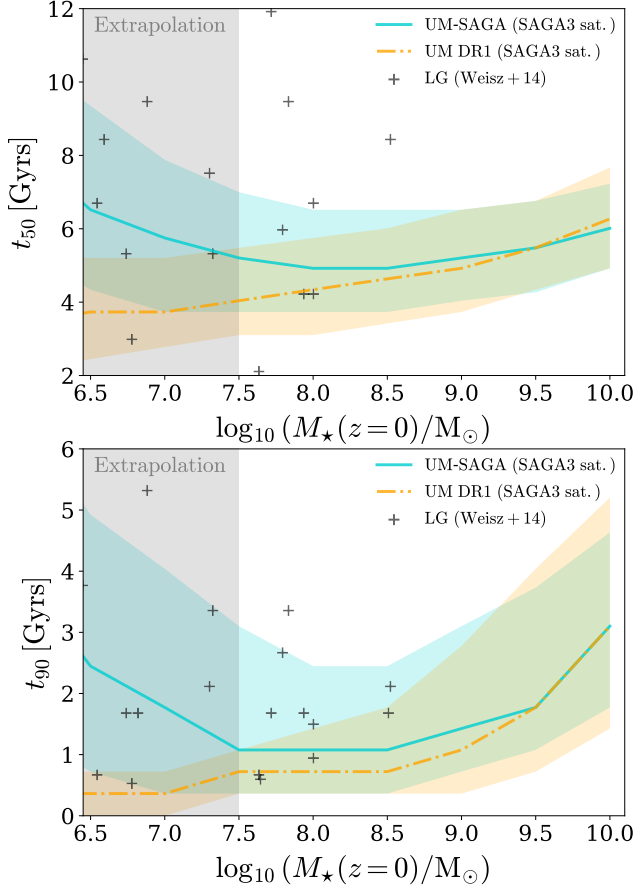 Extrapolation
UM-SAGA (SAGA3 sat.)
UM DR1 (SAGA3 sat.)
LG (Weisz + 14)
12
10
8
6
4
2
t₅₀ [Gyrs]
6.5 7.0 7.5 8.0 8.5 9.0 9.5 10.0
log₁₀ (M⋆(z=0)/M⊙)
Extrapolation
UM-SAGA (SAGA3 sat.)
UM DR1 (SAGA3 sat.)
LG (Weisz + 14)
6
5
4
3
2
1
0
t₉₀ [Gyrs]
6.5 7.0 7.5 8.0 8.5 9.0 9.5 10.0
log₁₀ (M⋆(z=0)/M⊙)